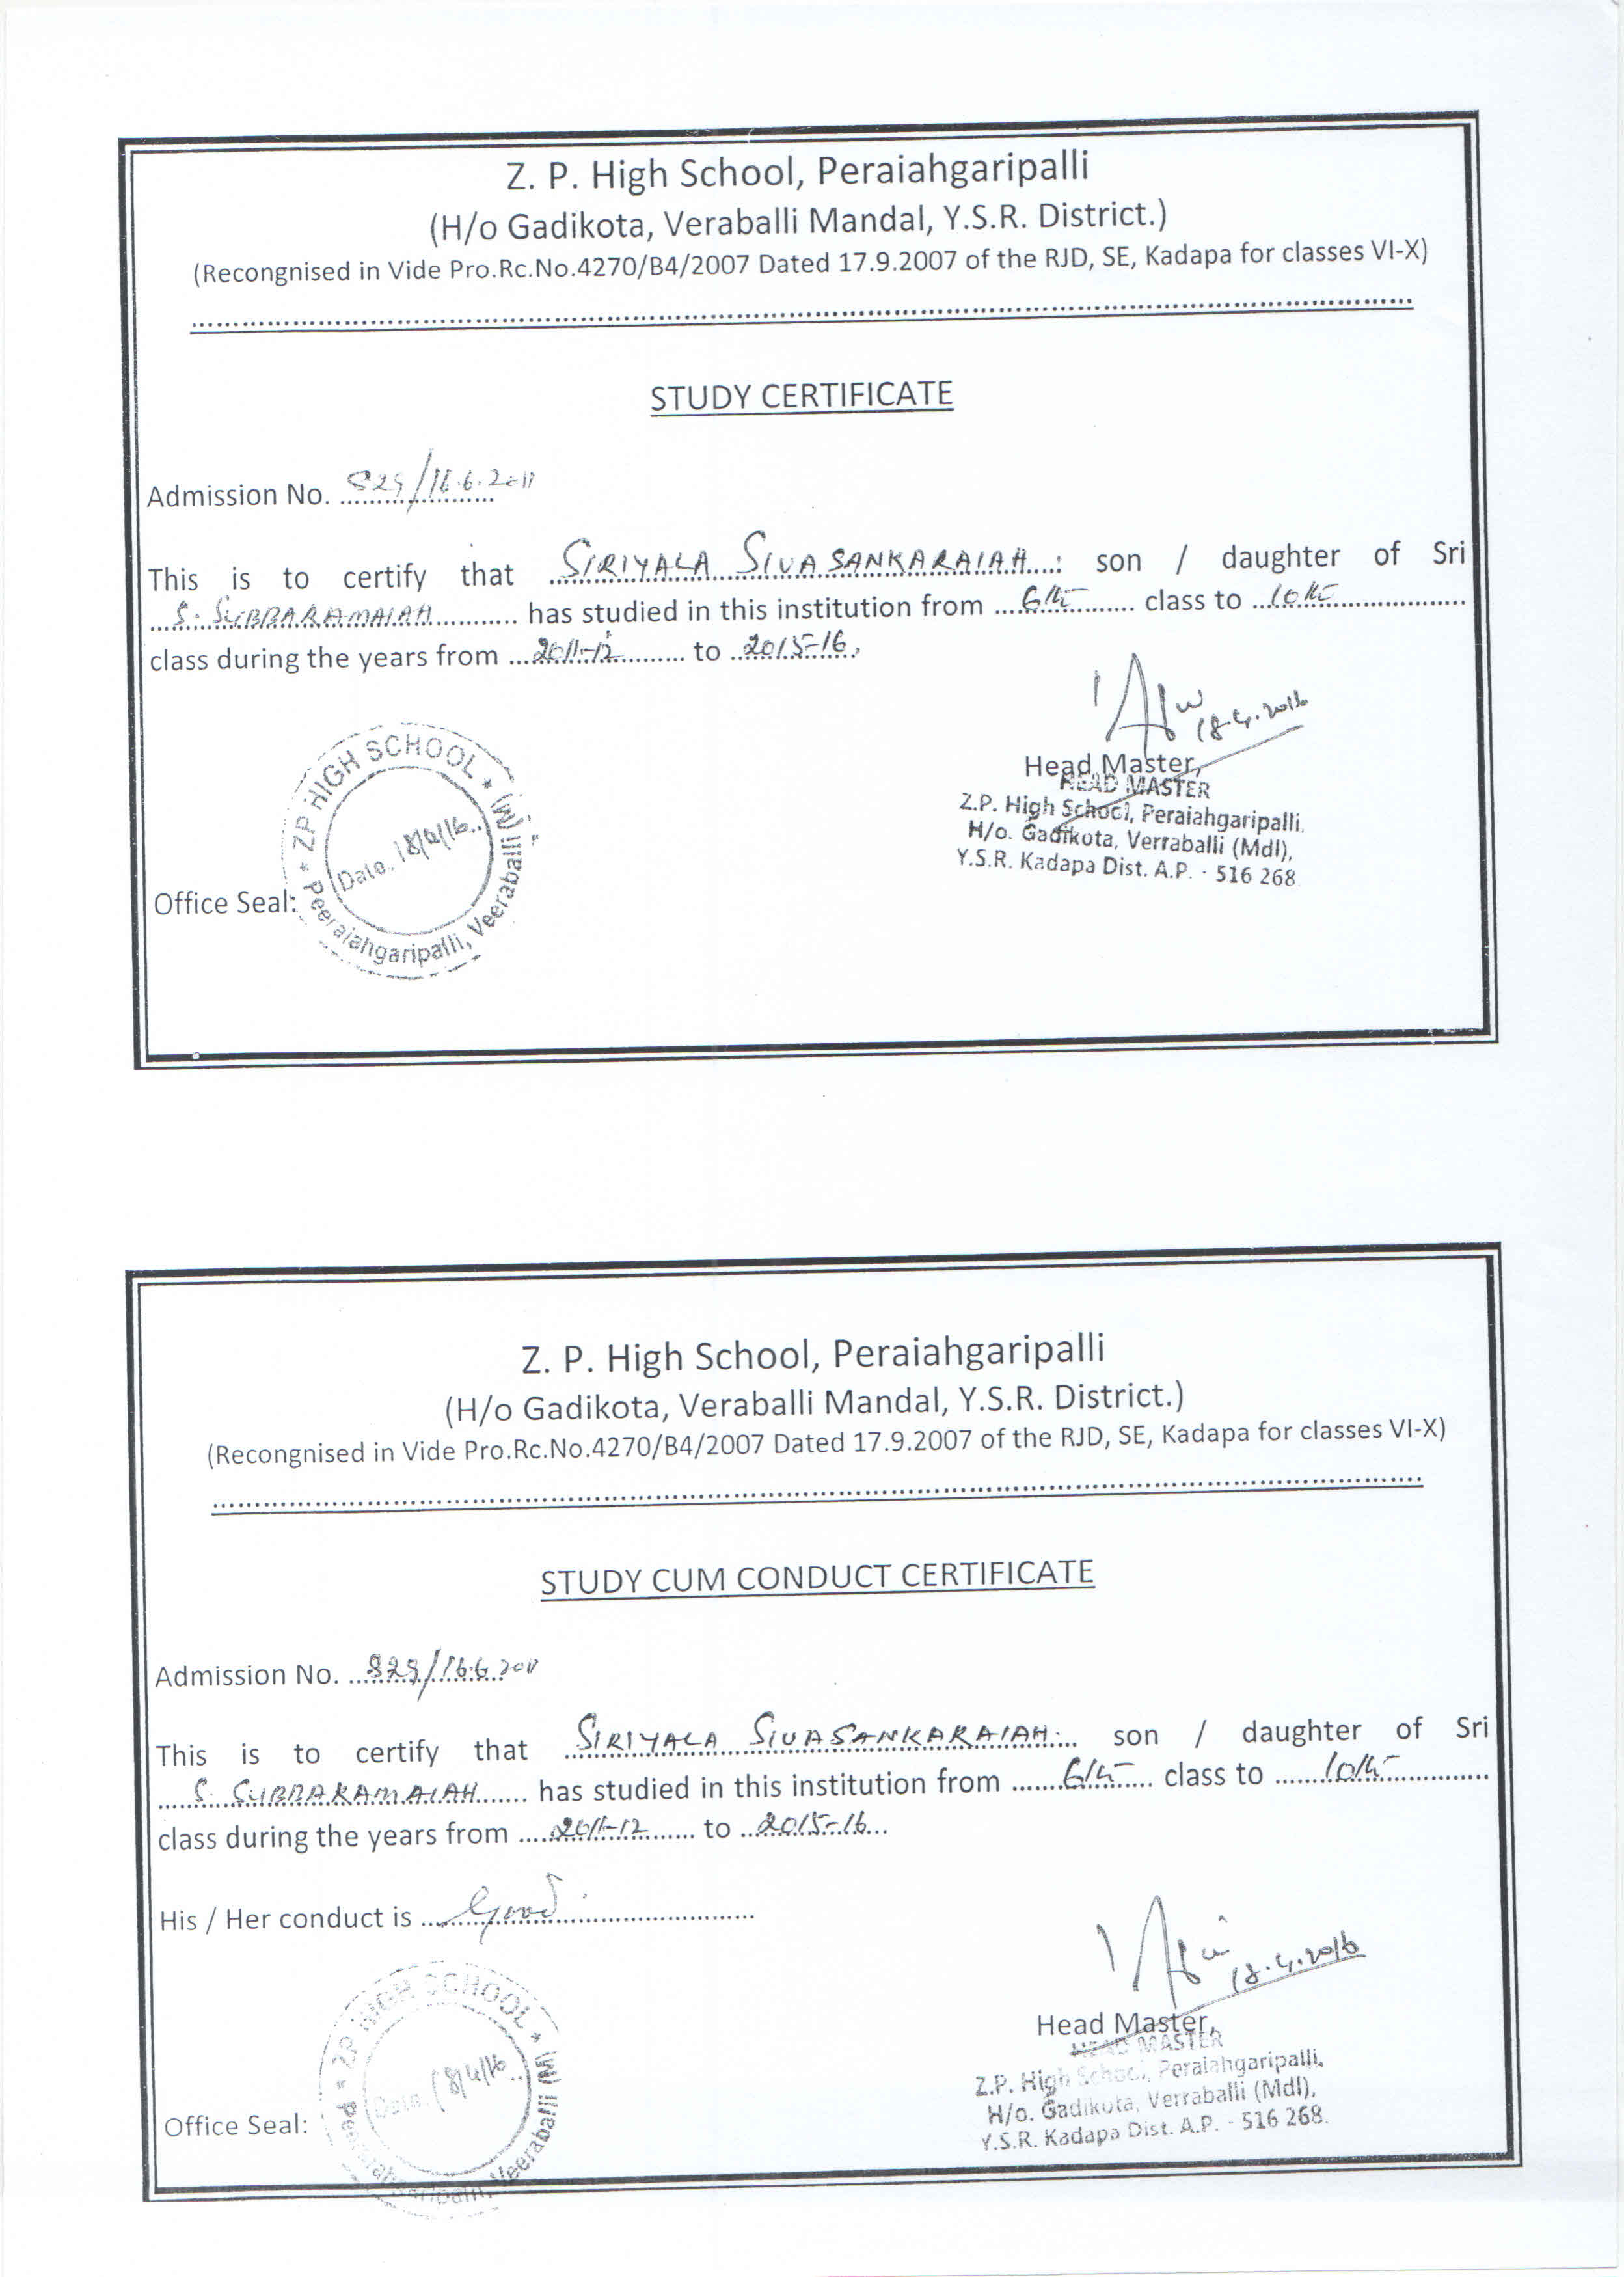 Z. P. High School, Peraiahgaripalli
(H/o Gadikota, Veraballi Mandal, Y.S.R. District.)
(Recongnised in Vide Pro.Rc.No.4270/B4/2007 Dated 17.9.2007 of the RJD, SE, Kadapa for classes VI-X)
STUDY CERTIFICATE
Admission No. 829/16.6.2011
This is to certify that SIRIYALA SIVASANKARAIAH son / daughter of Sri
S. SUBBARAMAIAH has studied in this institution from 6th class to 10th
class during the years from 2011-12 to 2015-16.
18.4.2016
Head Master,
HEAD MASTER
Z.P. High School, Peraiahgaripalli.
H/o. Gadikota, Verraballi (Mdl),
Y.S.R. Kadapa Dist. A.P. - 516 268
Office Seal:
* ZP HIGH SCHOOL * Peeraiahgaripalli, Veeraballi (M)
Date. 18/4/16
Z. P. High School, Peraiahgaripalli
(H/o Gadikota, Veraballi Mandal, Y.S.R. District.)
(Recongnised in Vide Pro.Rc.No.4270/B4/2007 Dated 17.9.2007 of the RJD, SE, Kadapa for classes VI-X)
STUDY CUM CONDUCT CERTIFICATE
Admission No. 829/16.6.2011
This is to certify that SIRIYALA SIVASANKARAIAH son / daughter of Sri
S. SUBBARAMAIAH has studied in this institution from 6th class to 10th
class during the years from 2011-12 to 2015-16
His / Her conduct is Good.
18.4.2016
Head Master,
HEAD MASTER
Z.P. High School, Peraiahgaripalli,
H/o. Gadikota, Verraballi (Mdl),
Y.S.R. Kadapa Dist. A.P. - 516 268.
Office Seal:
* ZP HIGH SCHOOL * Peeraiahgaripalli, Veeraballi (M)
Date. 18/4/16